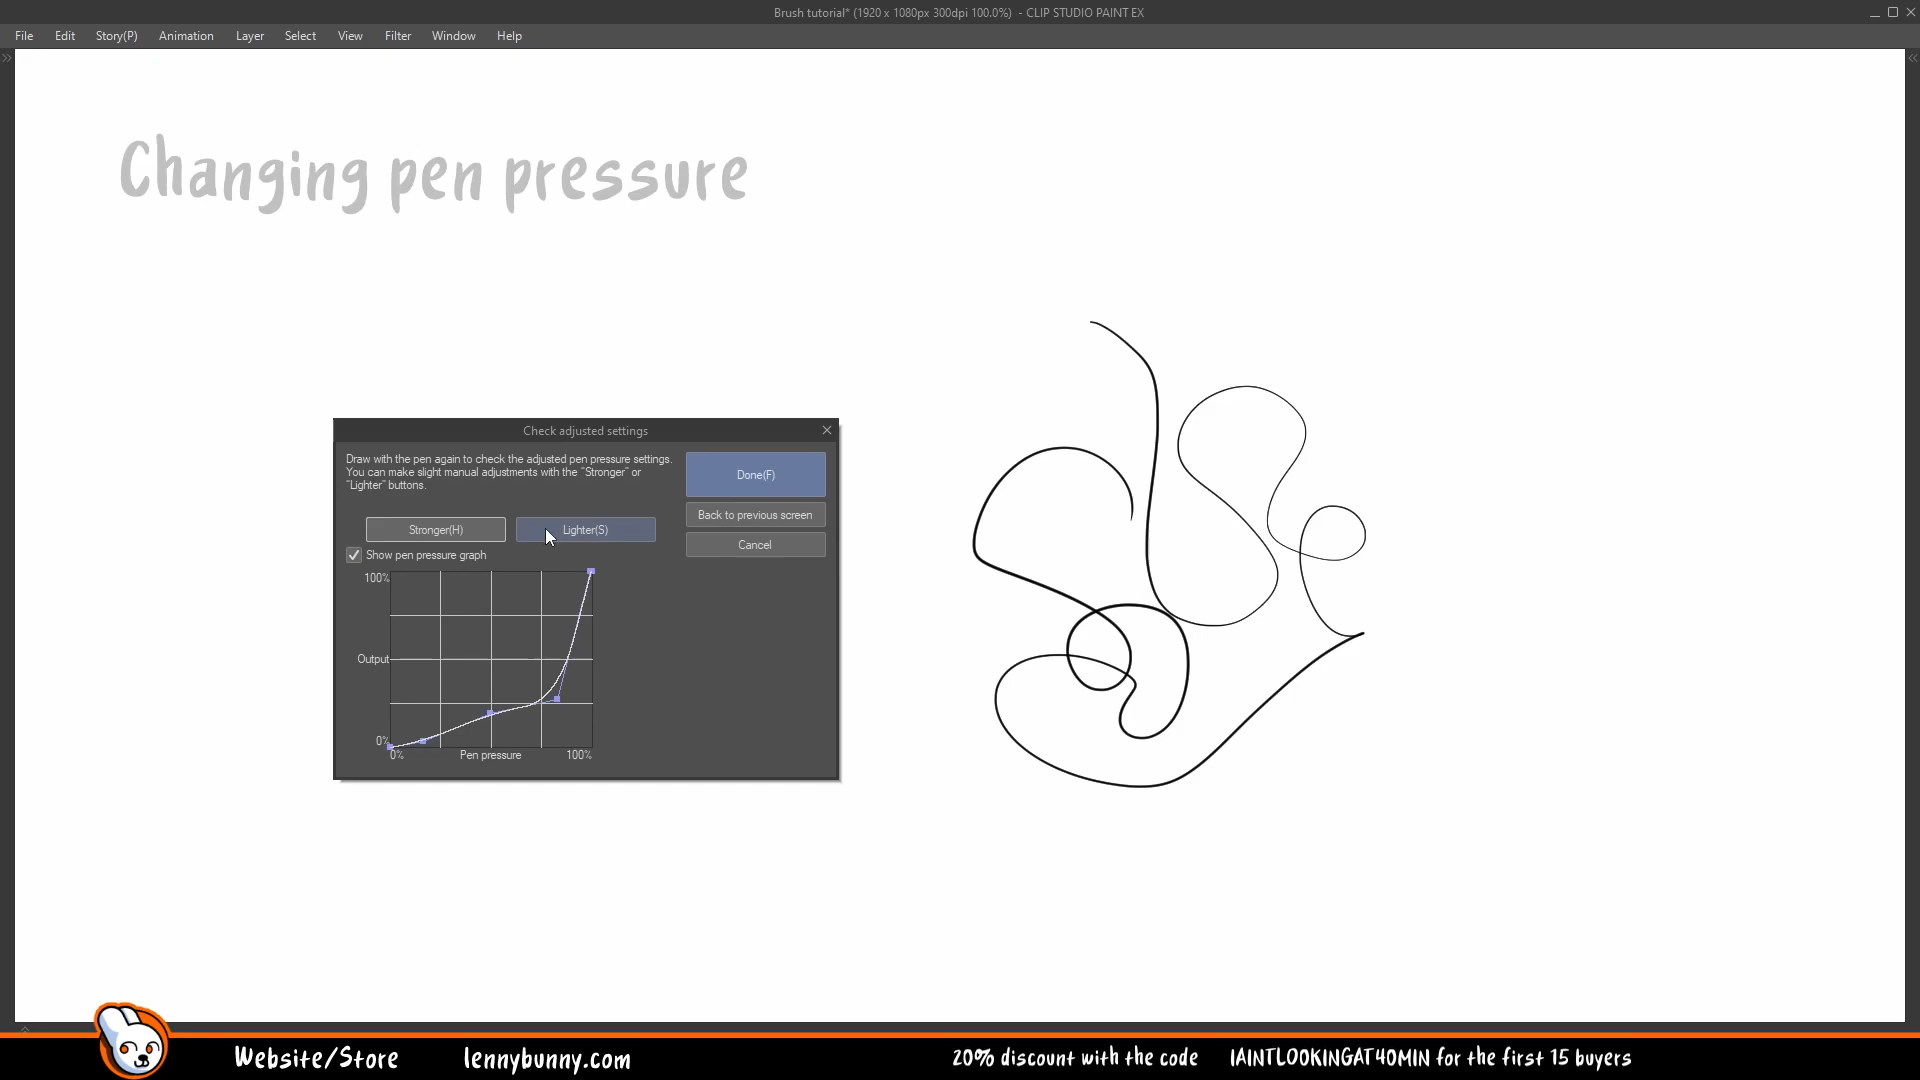 Brush tutorial* (1920 x 1080px 300dpi 100.0%) - CLIP STUDIO PAINT EX
File Edit Story(P) Animation Layer Select View Filter Window Help
Changing pen pressure
Check adjusted settings
Draw with the pen again to check the adjusted pen pressure settings.
You can make slight manual adjustments with the "Stronger" or
"Lighter" buttons.
Done(F)
Back to previous screen
Cancel
Stronger(H) Lighter(S)
Show pen pressure graph
100%
Output
0%
0% Pen pressure 100%
Website/Store lennybunny.com 20% discount with the code IAINTLOOKINGAT40MIN for the first 15 buyers